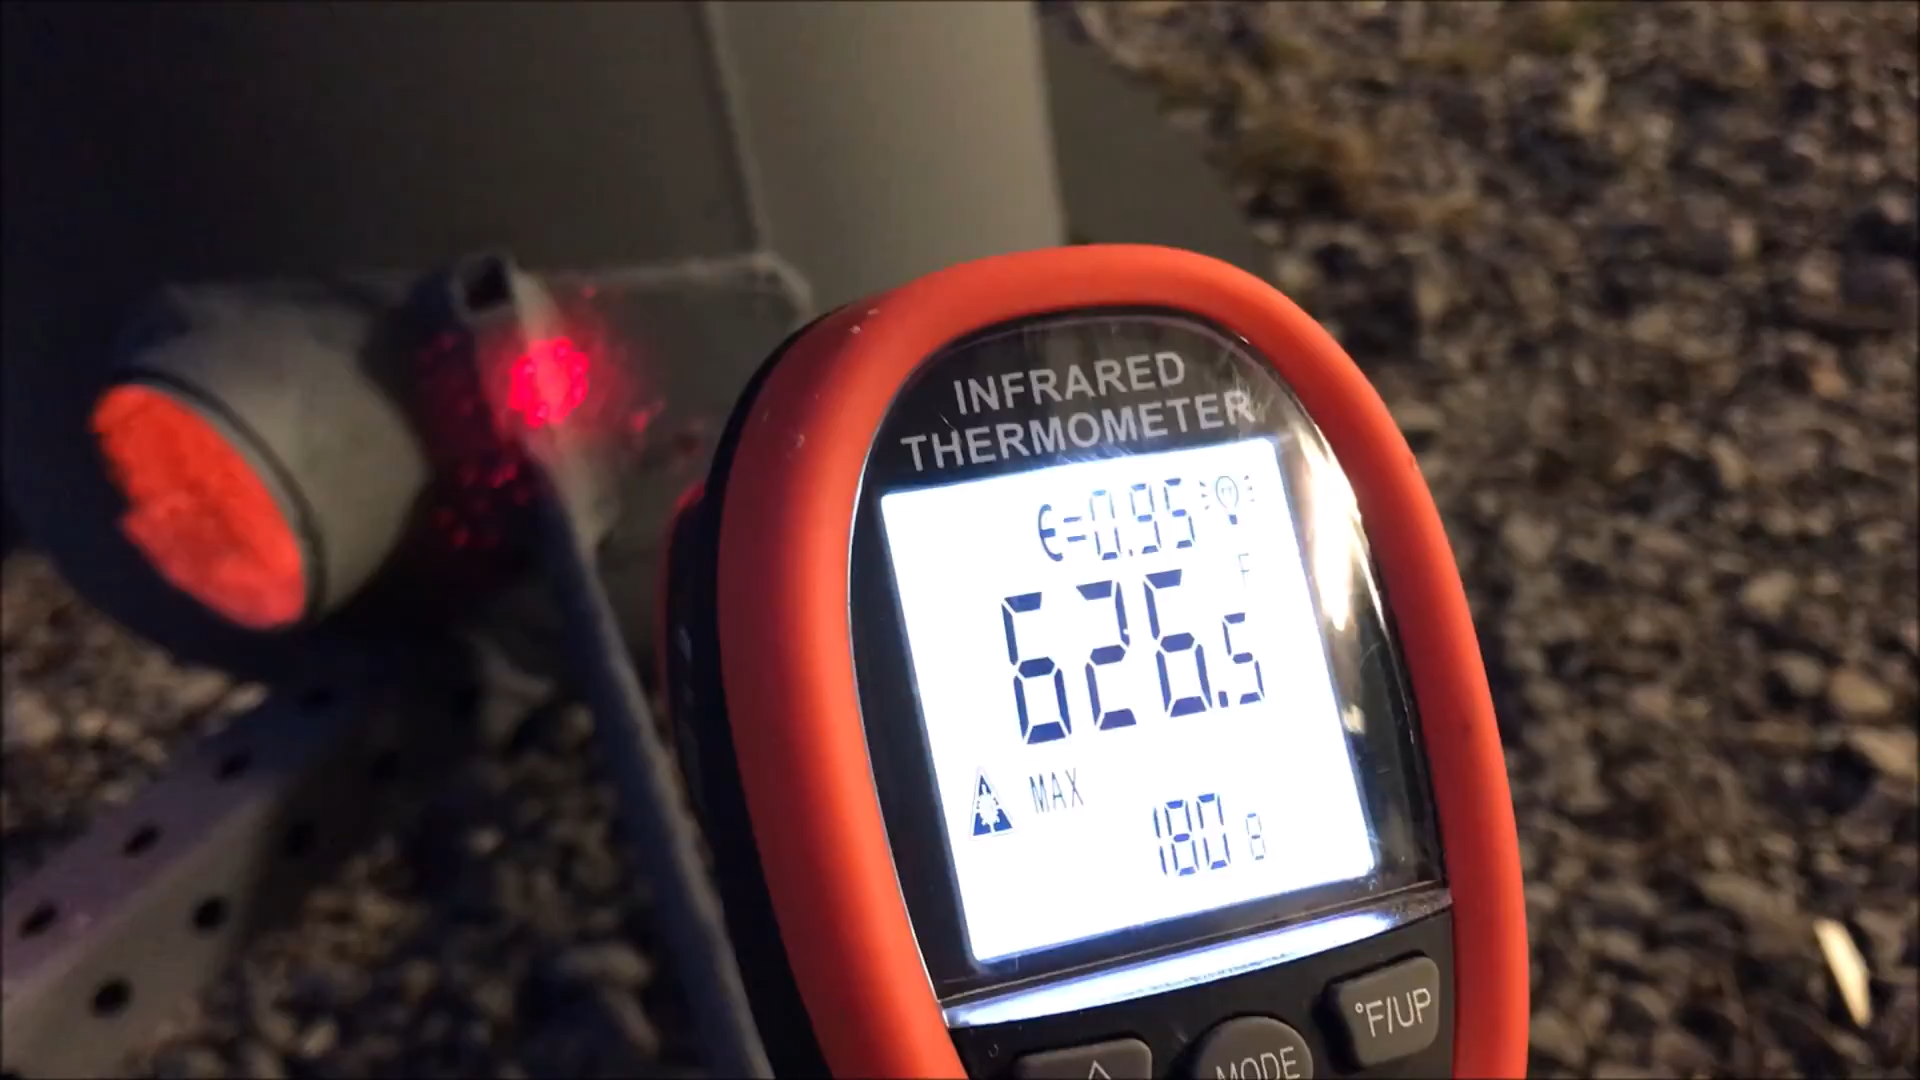 INFRARED
THERMOMETER
ϵ=0.95
F
626.5
MAX
180
°F/UP
MODE